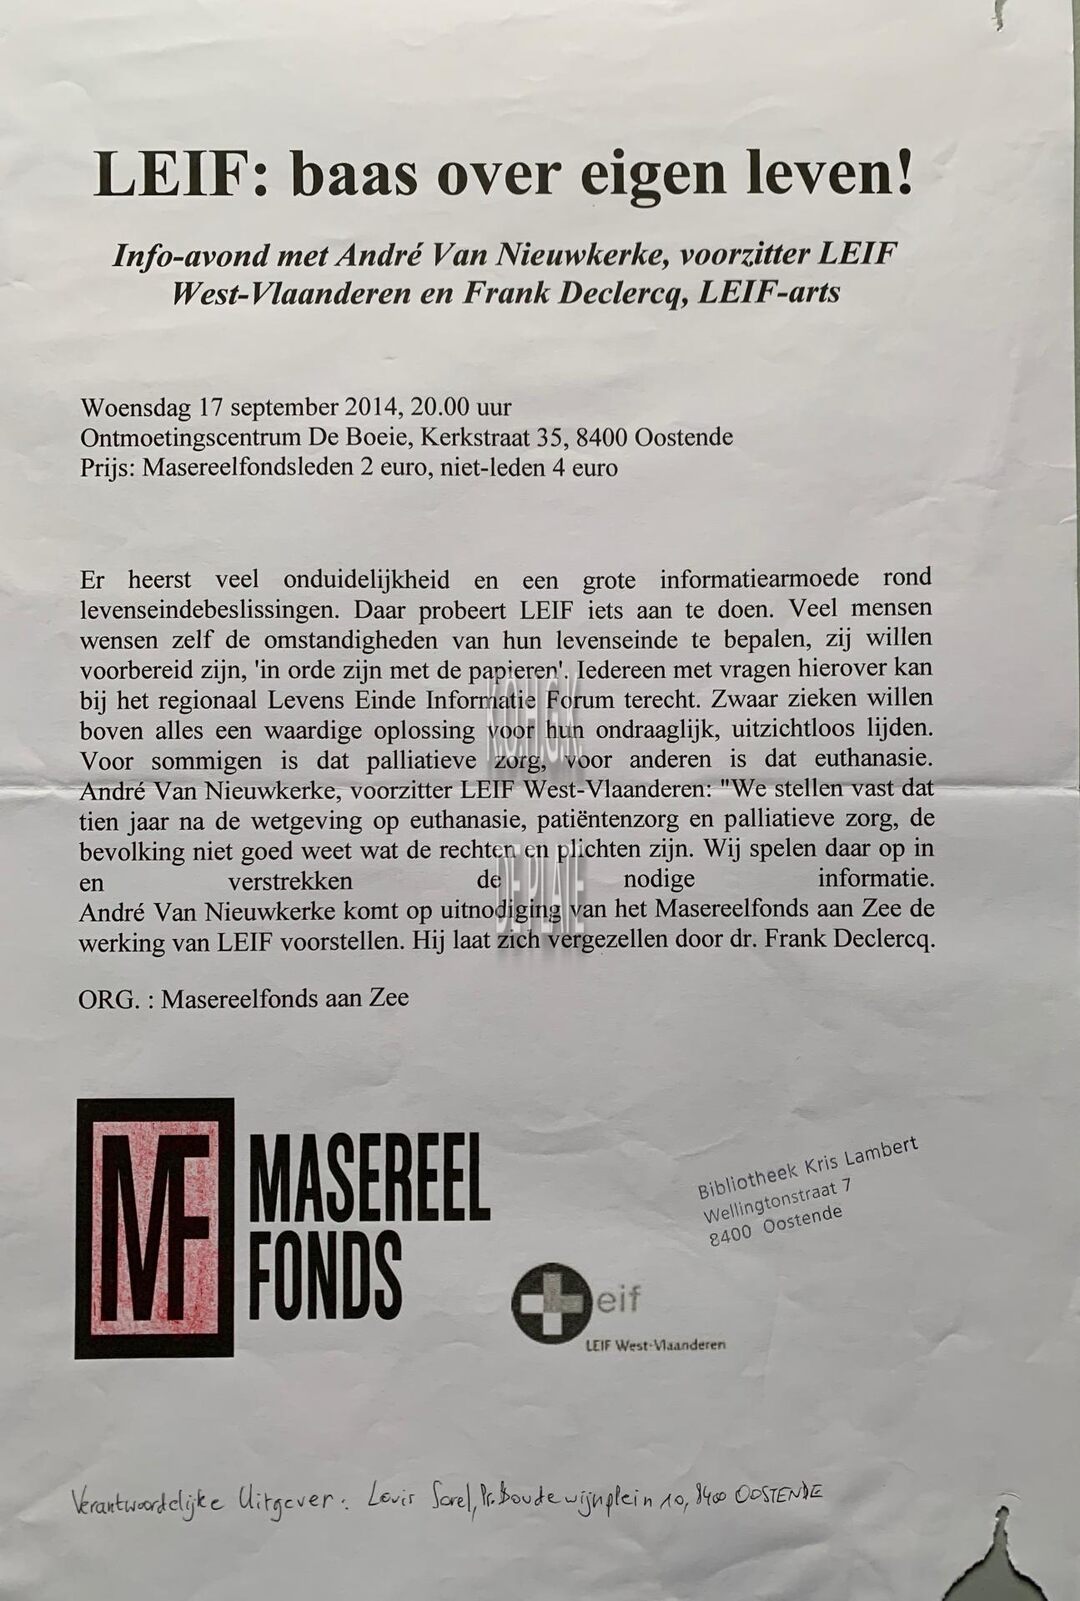 LEIF: baas over eigen leven!
Info-avond met André Van Nieuwkerke, voorzitter LEIF
West-Vlaanderen en Frank Declercq, LEIF-arts
Woensdag 17 september 2014, 20.00 uur
Ontmoetingscentrum De Boeie, Kerkstraat 35, 8400 Oostende
Prijs: Masereelfondsleden 2 euro, niet-leden 4 euro
Er heerst veel onduidelijkheid en een grote informatiearmoede rond
levenseindebeslissingen. Daar probeert LEIF iets aan te doen. Veel mensen
wensen zelf de omstandigheden van hun levenseinde te bepalen, zij willen
voorbereid zijn, 'in orde zijn met de papieren'. Iedereen met vragen hierover kan
bij het regionaal Levens Einde Informatie Forum terecht. Zwaar zieken willen
boven alles een waardige oplossing voor hun ondraaglijk, uitzichtloos lijden.
Voor sommigen is dat palliatieve zorg, voor anderen is dat euthanasie.
André Van Nieuwkerke, voorzitter LEIF West-Vlaanderen: "We stellen vast dat
tien jaar na de wetgeving op euthanasie, patiëntenzorg en palliatieve zorg, de
bevolking niet goed weet wat de rechten en plichten zijn. Wij spelen daar op in
en verstrekken de nodige informatie.
André Van Nieuwkerke komt op uitnodiging van het Masereelfonds aan Zee de
werking van LEIF voorstellen. Hij laat zich vergezellen door dr. Frank Declercq.
K.O.H.G.K.
DE PLATE
ORG. : Masereelfonds aan Zee
MF
MASEREEL
FONDS
Bibliotheek Kris Lambert
Wellingtonstraat 7
8400 Oostende
eif
LEIF West-Vlaanderen
Verantwoordelijke Uitgever: Louis Sorel, Pr. Boudewijnplein 10, 8400 OOSTENDE